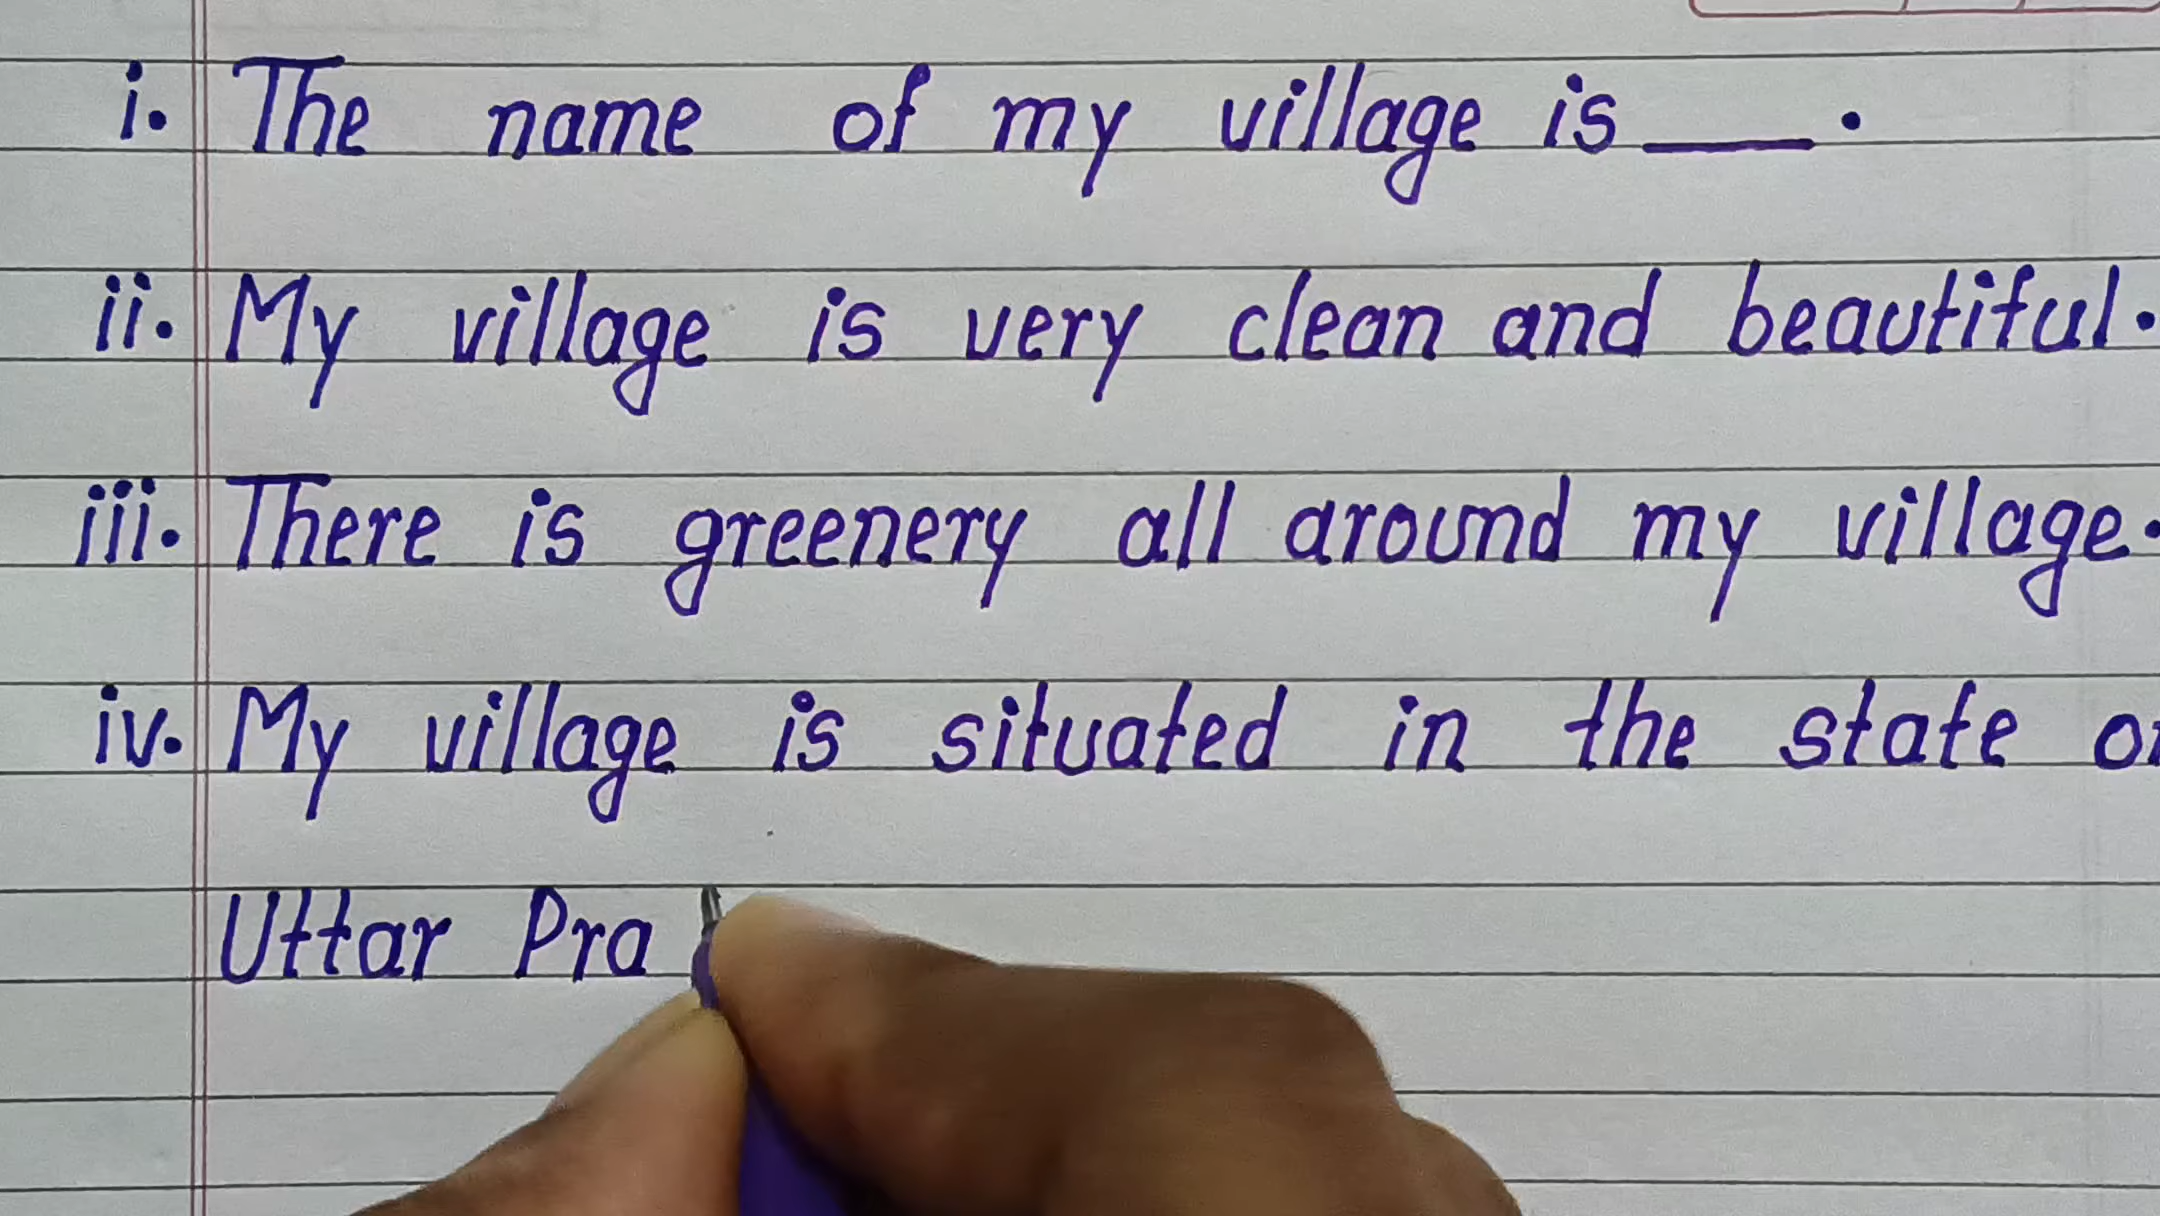 i. The name of my village is ___.
ii. My village is very clean and beautiful.
iii. There is greenery all around my village.
iv. My village is situated in the state
Uttar Pra